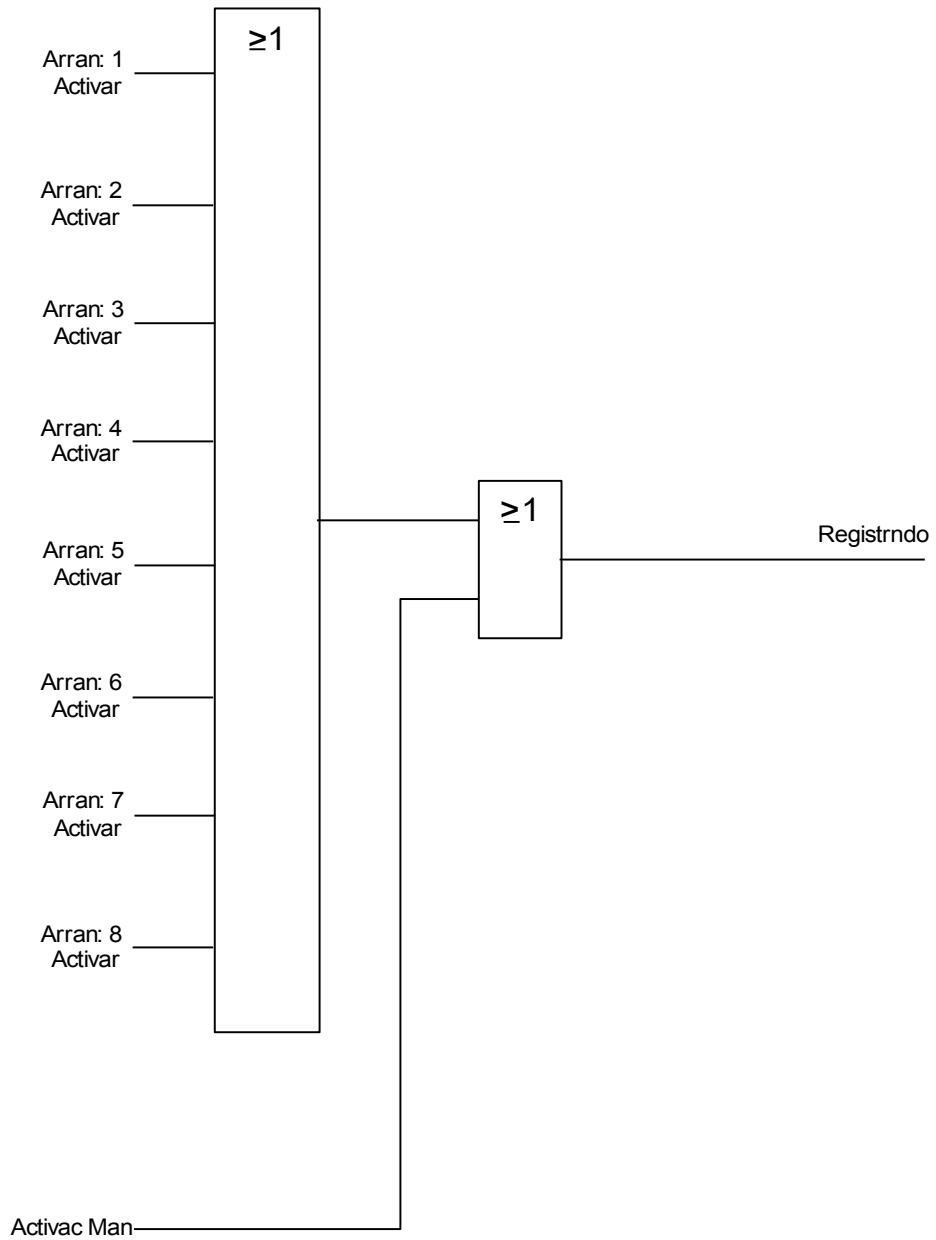 ≥1
Arran: 1
Activar
Arran: 2
Activar
Arran: 3
Activar
Arran: 4
Activar
Arran: 5
Activar
Arran: 6
Activar
Arran: 7
Activar
Arran: 8
Activar
≥1
Registrndo
Activac Man